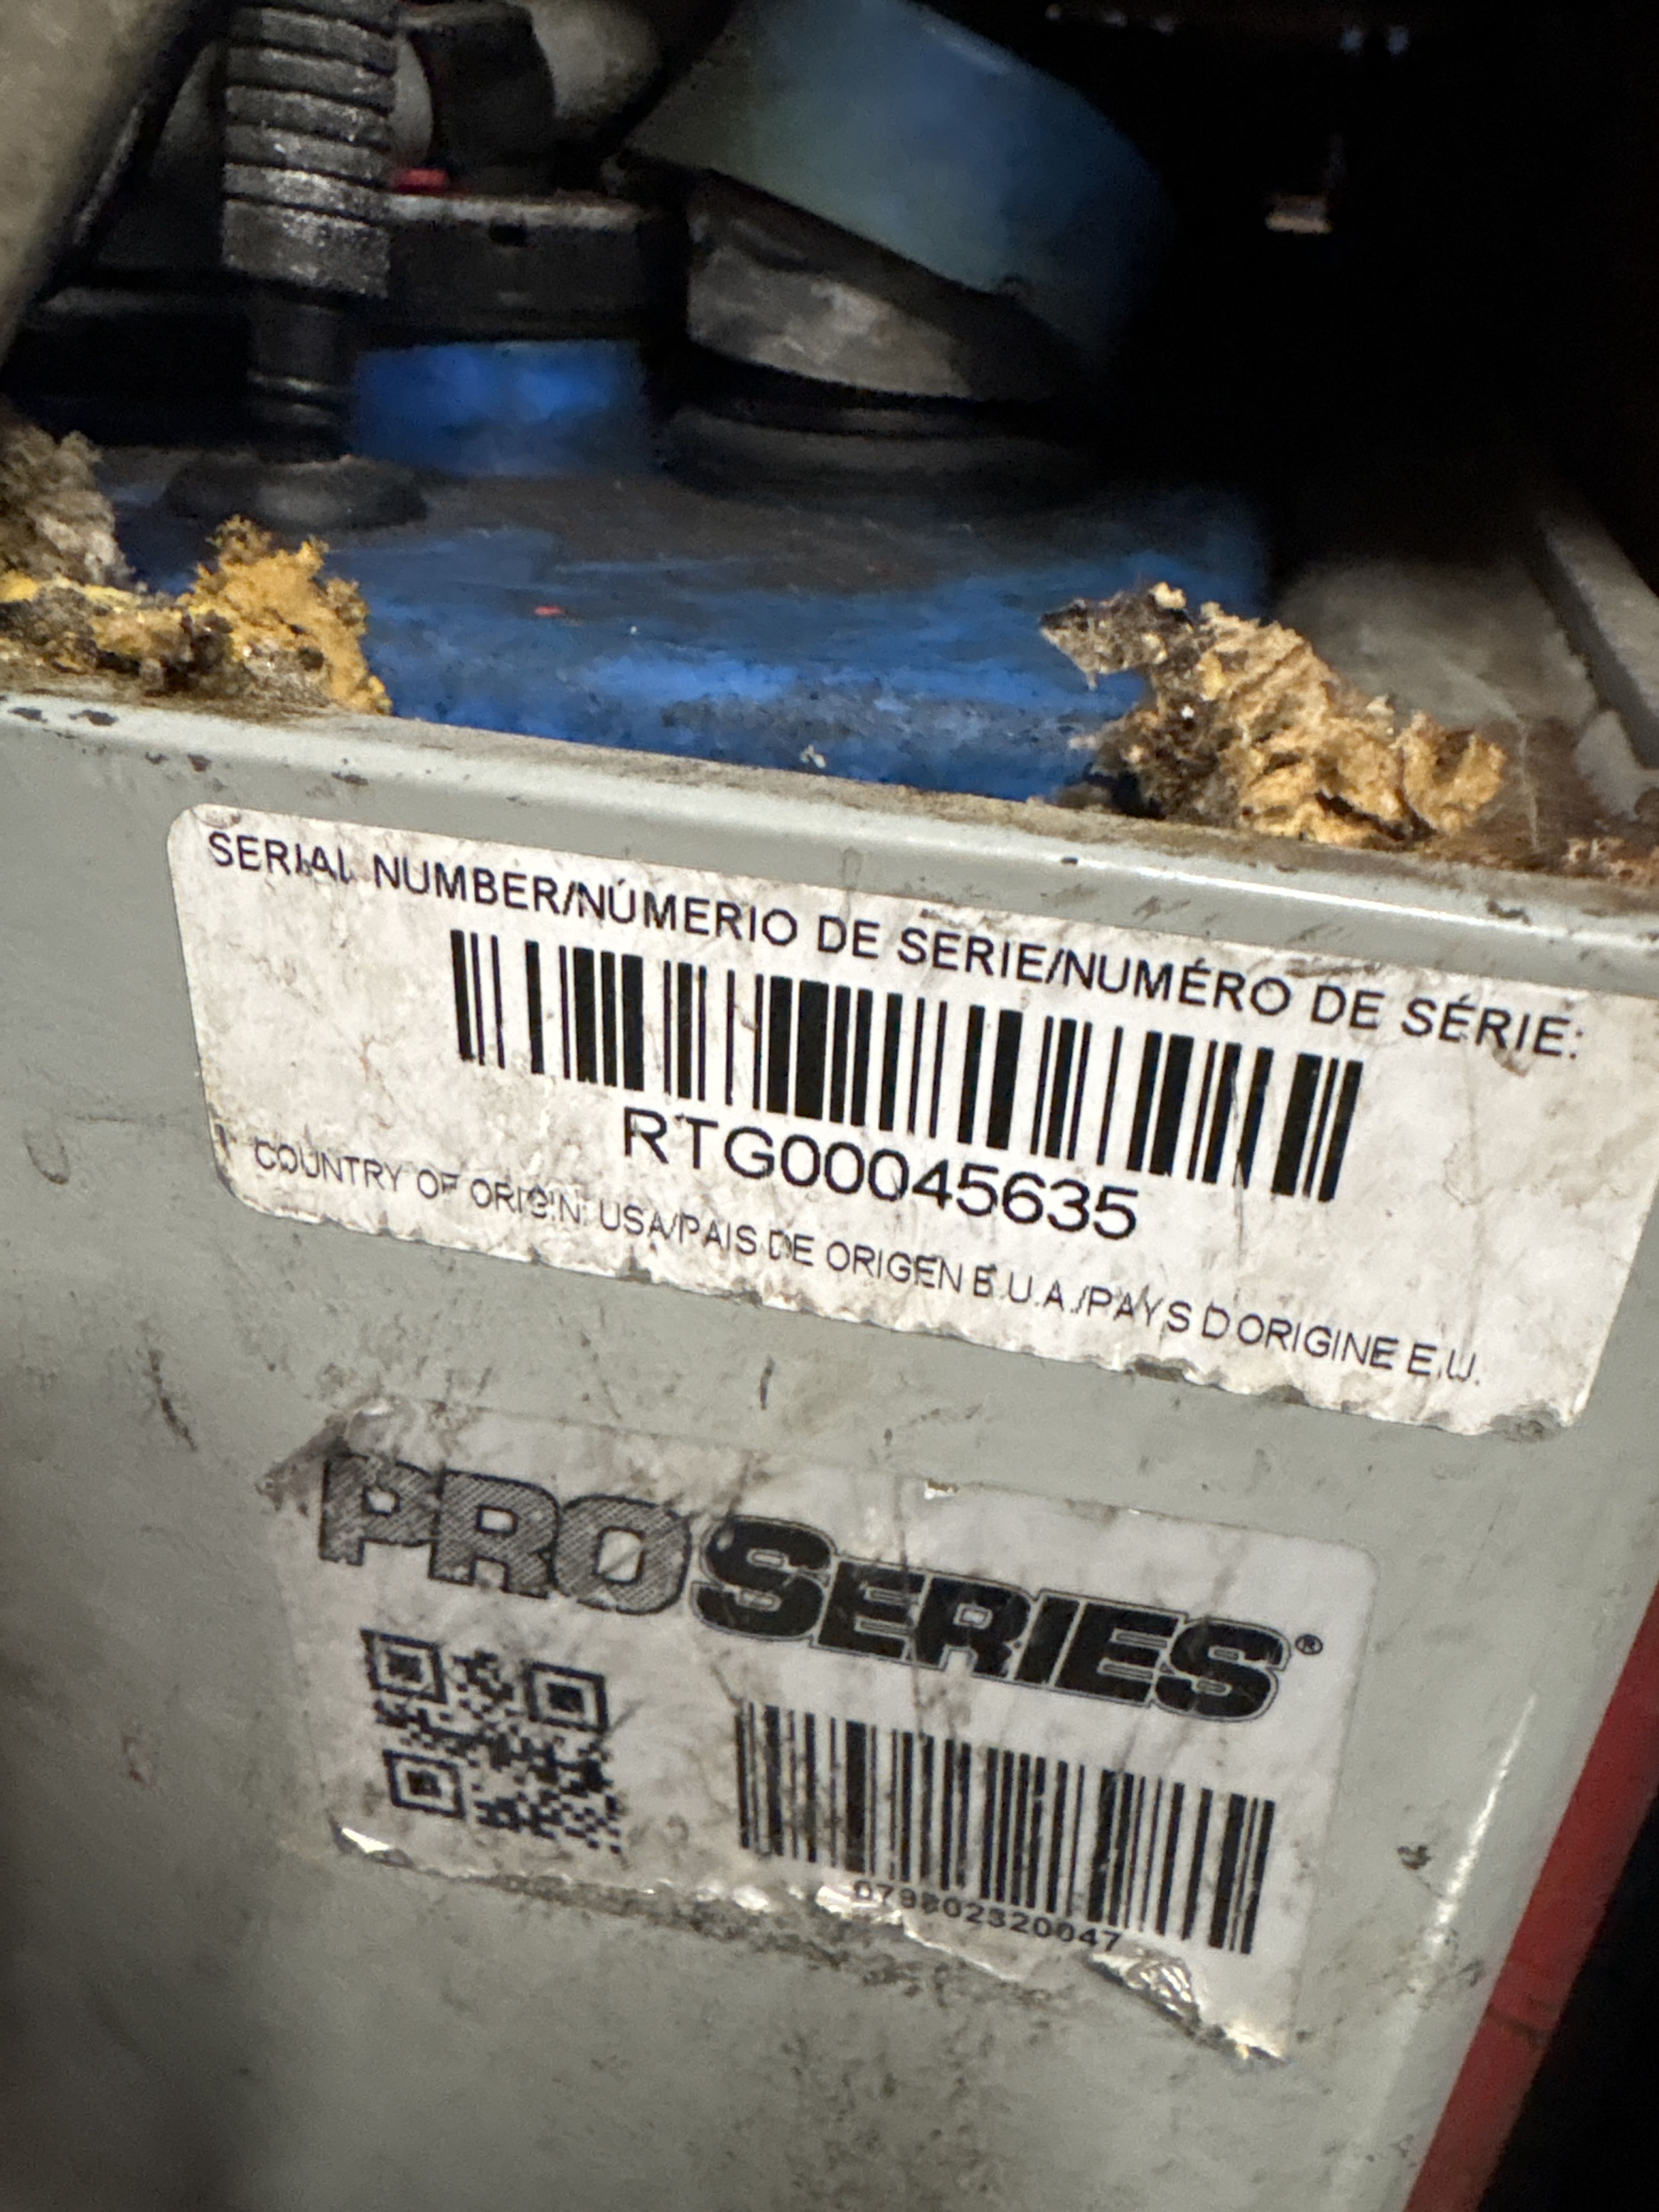 SERIAL NUMBER/NÚMERIO DE SERIE/NUMÉRO DE SÉRIE:
RTG00045635
COUNTRY OF ORIGIN: USA/PAIS DE ORIGEN E.U.A./PAYS D ORIGINE E.U.
PROSERIES®
079802320047